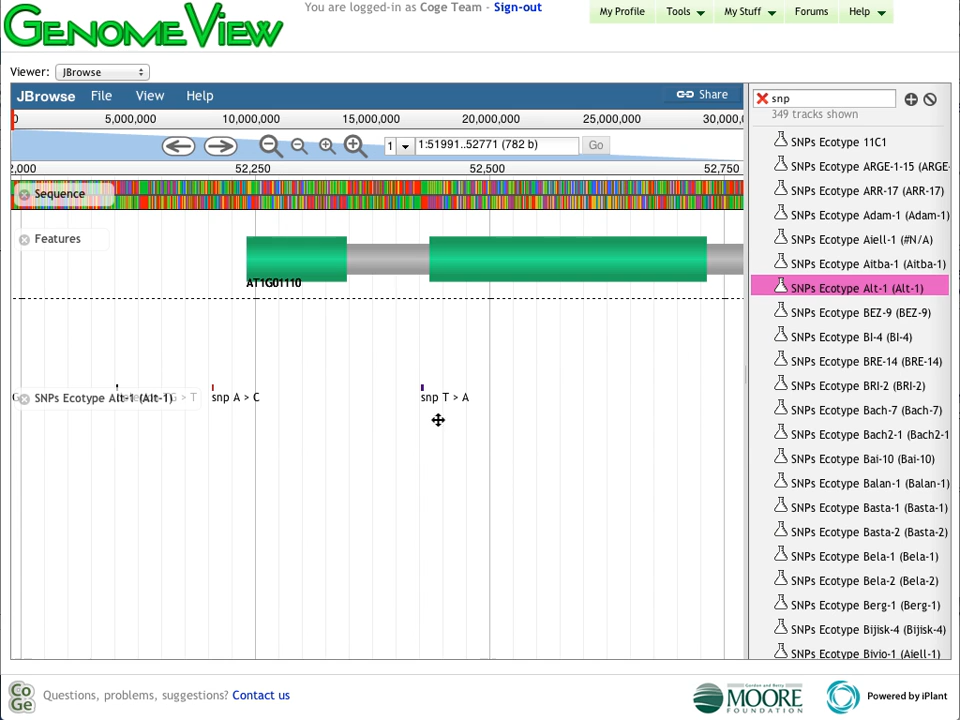 You are logged-in as Coge Team - Sign-out
My Profile Tools My Stuff Forums Help
GENOMEVIEW
Viewer: JBrowse
JBrowse File View Help Share
0 5,000,000 10,000,000 15,000,000 20,000,000 25,000,000 30,000,
1 1:51991..52771 (782 b) Go
2,000 52,250 52,500 52,750
Sequence
Features
AT1G01110
SNPs Ecotype Alt-1 (Alt-1) G > T snp A > C snp T > A
snp
349 tracks shown
SNPs Ecotype 11C1
SNPs Ecotype ARGE-1-15 (ARGE-
SNPs Ecotype ARR-17 (ARR-17)
SNPs Ecotype Adam-1 (Adam-1)
SNPs Ecotype Aiell-1 (#N/A)
SNPs Ecotype Aitba-1 (Aitba-1)
SNPs Ecotype Alt-1 (Alt-1)
SNPs Ecotype BEZ-9 (BEZ-9)
SNPs Ecotype BI-4 (BI-4)
SNPs Ecotype BRE-14 (BRE-14)
SNPs Ecotype BRI-2 (BRI-2)
SNPs Ecotype Bach-7 (Bach-7)
SNPs Ecotype Bach2-1 (Bach2-1
SNPs Ecotype Bai-10 (Bai-10)
SNPs Ecotype Balan-1 (Balan-1)
SNPs Ecotype Basta-1 (Basta-1)
SNPs Ecotype Basta-2 (Basta-2)
SNPs Ecotype Bela-1 (Bela-1)
SNPs Ecotype Bela-2 (Bela-2)
SNPs Ecotype Berg-1 (Berg-1)
SNPs Ecotype Bijisk-4 (Bijisk-4)
SNPs Ecotype Bivio-1 (Aiell-1)
Co
Ge
Questions, problems, suggestions? Contact us
MOORE
FOUNDATION
Powered by iPlant